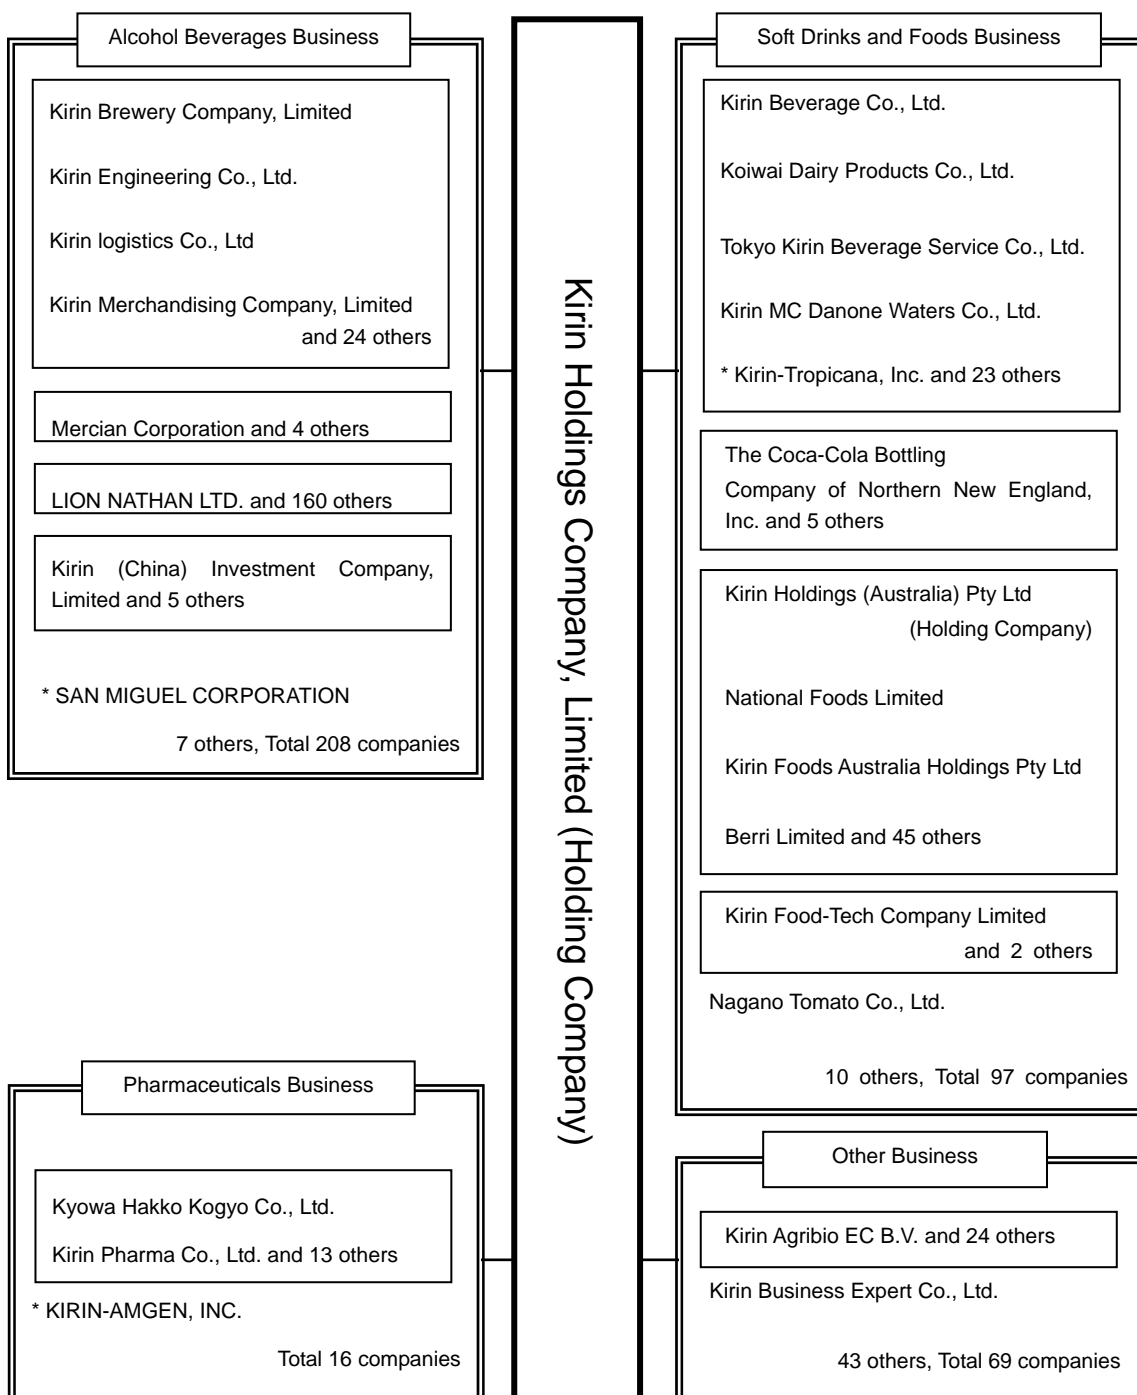 Alcohol Beverages Business
Kirin Brewery Company, Limited
Kirin Engineering Co., Ltd.
Kirin logistics Co., Ltd
Kirin Merchandising Company, Limited
and 24 others
Mercian Corporation and 4 others
LION NATHAN LTD. and 160 others
Kirin (China) Investment Company,
Limited and 5 others
* SAN MIGUEL CORPORATION
7 others, Total 208 companies
Pharmaceuticals Business
Kyowa Hakko Kogyo Co., Ltd.
Kirin Pharma Co., Ltd. and 13 others
* KIRIN-AMGEN, INC.
Total 16 companies
Kirin Holdings Company, Limited (Holding Company)
Soft Drinks and Foods Business
Kirin Beverage Co., Ltd.
Koiwai Dairy Products Co., Ltd.
Tokyo Kirin Beverage Service Co., Ltd.
Kirin MC Danone Waters Co., Ltd.
* Kirin-Tropicana, Inc. and 23 others
The Coca-Cola Bottling
Company of Northern New England,
Inc. and 5 others
Kirin Holdings (Australia) Pty Ltd
(Holding Company)
National Foods Limited
Kirin Foods Australia Holdings Pty Ltd
Berri Limited and 45 others
Kirin Food-Tech Company Limited
and 2 others
Nagano Tomato Co., Ltd.
10 others, Total 97 companies
Other Business
Kirin Agribio EC B.V. and 24 others
Kirin Business Expert Co., Ltd.
43 others, Total 69 companies